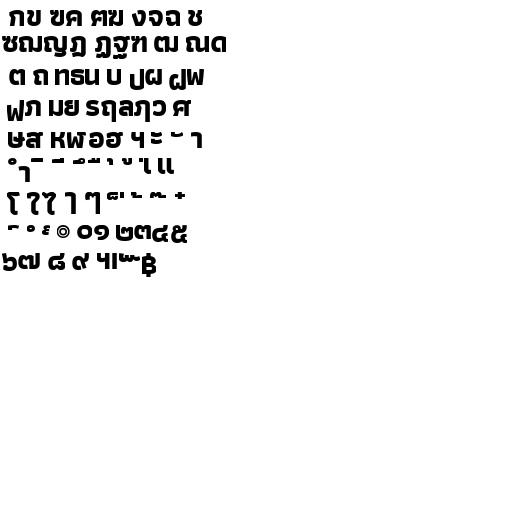 กข ฃค ฅฆ งจฉ ช
ซฌญฎ ฏฐฑ ฒ ณด
ต ถทธน บ ปผ ฝพ
ฟภ มย รฤลฦว ศ
ษส หฬอฮ ฯ ะ ั า
ำ ิ ี ึ ื ุ ู ฺ เแ
โ ใไ ๅ ๆ ็ ่ ้ ๊ ๋
์ ํ ๎ ๏ ๐๑ ๒๓๔๕
๖๗ ๘ ๙ ๚๛฿